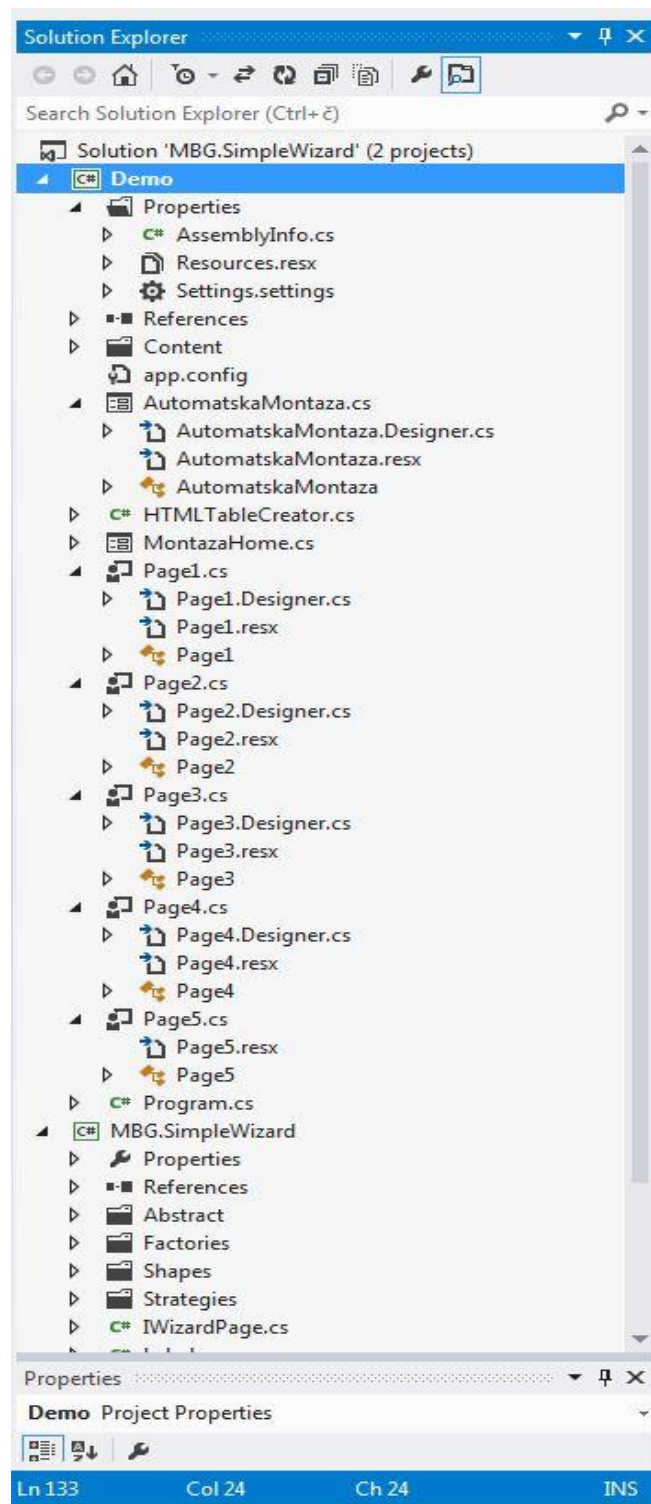 Solution Explorer
Search Solution Explorer (Ctrl+č)
Solution 'MBG.SimpleWizard' (2 projects)
C# Demo
Properties
C# AssemblyInfo.cs
Resources.resx
Settings.settings
References
Content
app.config
AutomatskaMontaza.cs
AutomatskaMontaza.Designer.cs
AutomatskaMontaza.resx
AutomatskaMontaza
C# HTMLTableCreator.cs
MontazaHome.cs
Page1.cs
Page1.Designer.cs
Page1.resx
Page1
Page2.cs
Page2.Designer.cs
Page2.resx
Page2
Page3.cs
Page3.Designer.cs
Page3.resx
Page3
Page4.cs
Page4.Designer.cs
Page4.resx
Page4
Page5.cs
Page5.resx
Page5
C# Program.cs
C# MBG.SimpleWizard
Properties
References
Abstract
Factories
Shapes
Strategies
C# IWizardPage.cs
Properties
Demo Project Properties
Ln 133 Col 24 Ch 24 INS